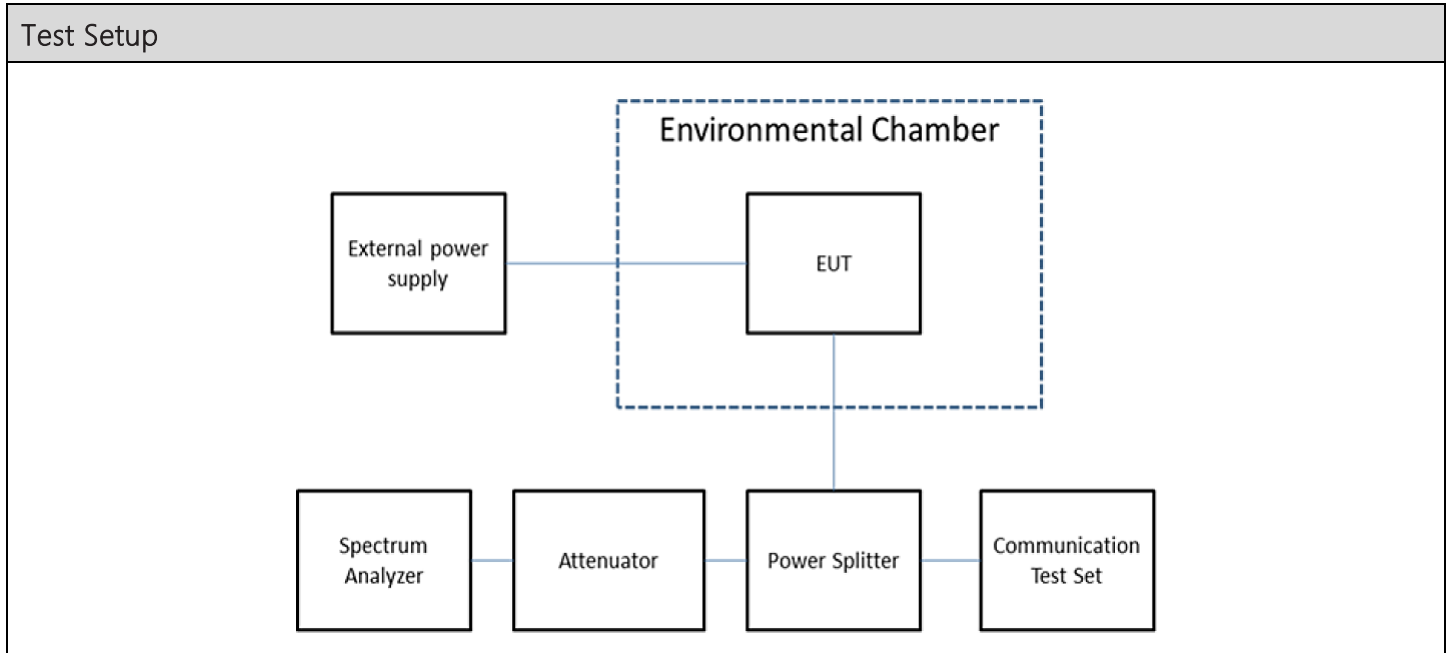 Test Setup
Environmental Chamber
External power
supply
EUT
Spectrum
Analyzer
Attenuator
Power Splitter
Communication
Test Set